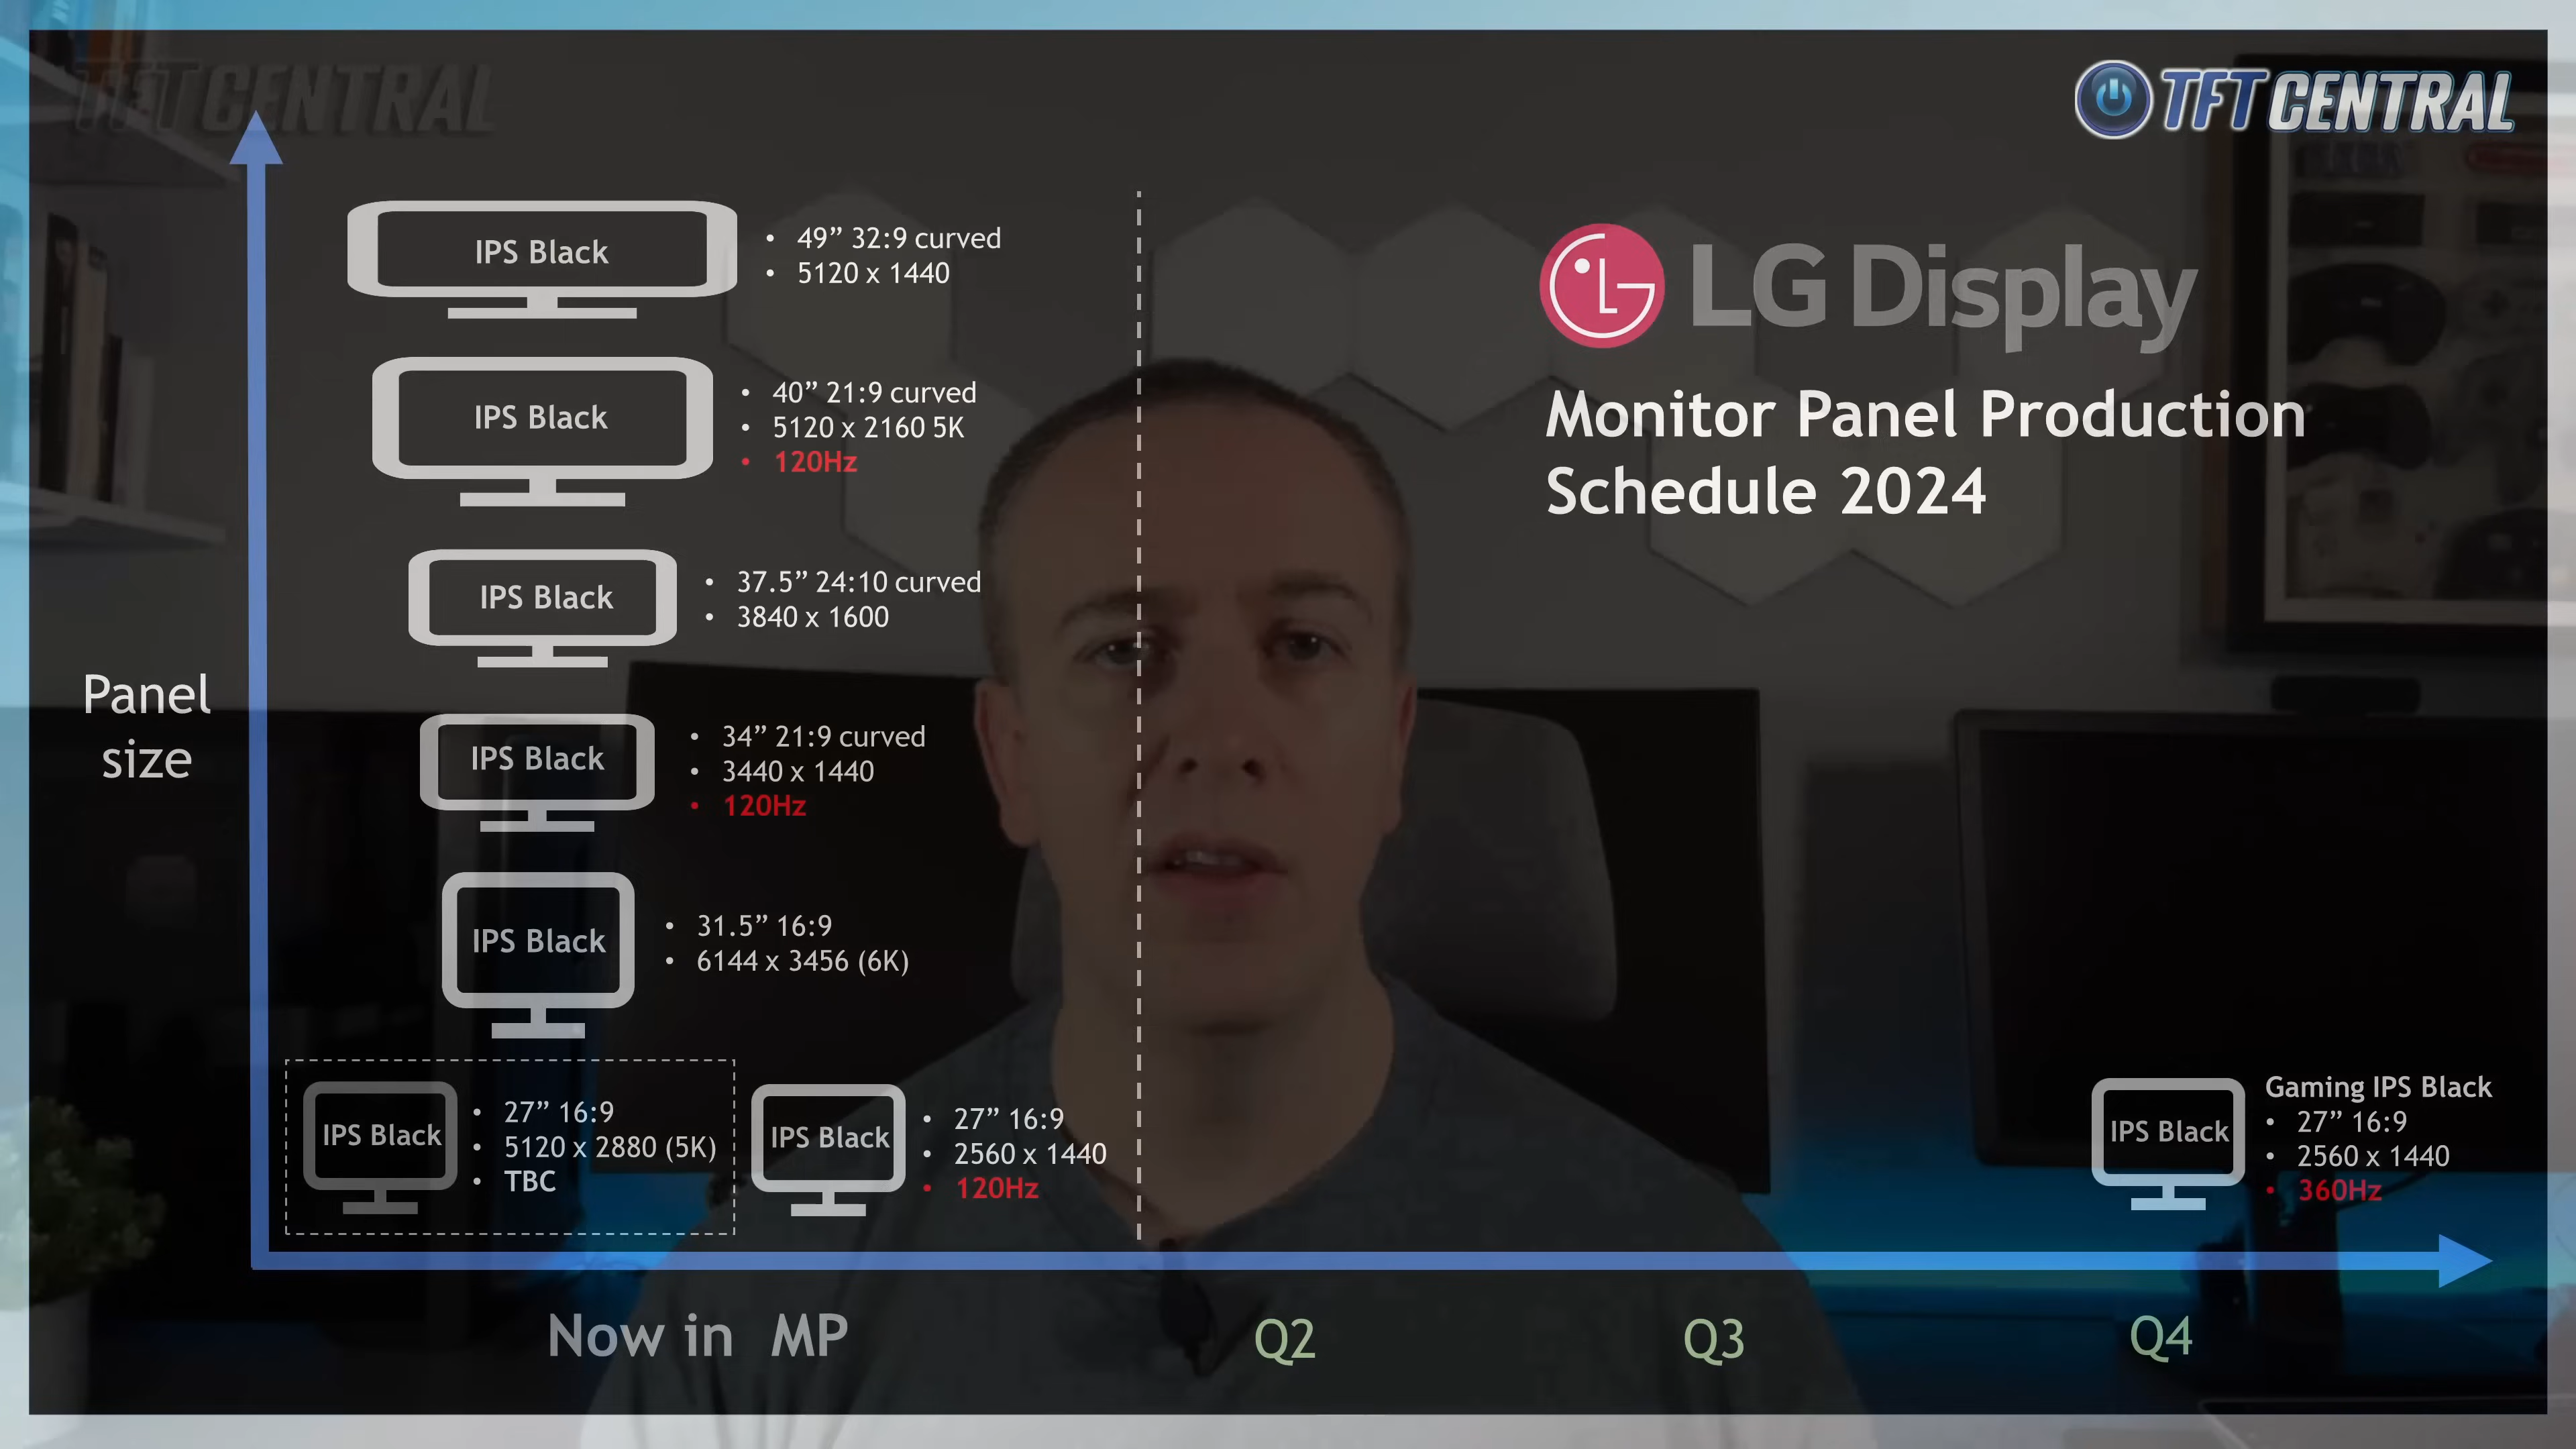 TFTCENTRAL
TFTCENTRAL
LG Display
Monitor Panel Production
Schedule 2024
Panel
size
IPS Black
• 49” 32:9 curved
• 5120 x 1440
IPS Black
• 40” 21:9 curved
• 5120 x 2160 5K
• 120Hz
IPS Black
• 37.5” 24:10 curved
• 3840 x 1600
IPS Black
• 34” 21:9 curved
• 3440 x 1440
• 120Hz
IPS Black
• 31.5” 16:9
• 6144 x 3456 (6K)
IPS Black
• 27” 16:9
• 5120 x 2880 (5K)
• TBC
IPS Black
• 27” 16:9
• 2560 x 1440
• 120Hz
IPS Black
Gaming IPS Black
• 27” 16:9
• 2560 x 1440
• 360Hz
Now in MP
Q2
Q3
Q4